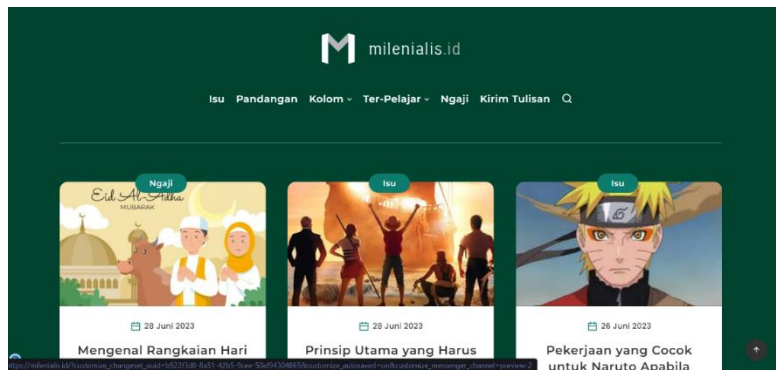 milenialis.id
Isu Pandangan Kolom Ter-Pelajar Ngaji Kirim Tulisan
Ngaji
Eid Al-Adha
MUBARAK
28 Juni 2023
Mengenal Rangkaian Hari
Isu
28 Juni 2023
Prinsip Utama yang Harus
Isu
26 Juni 2023
Pekerjaan yang Cocok
untuk Naruto Apabila